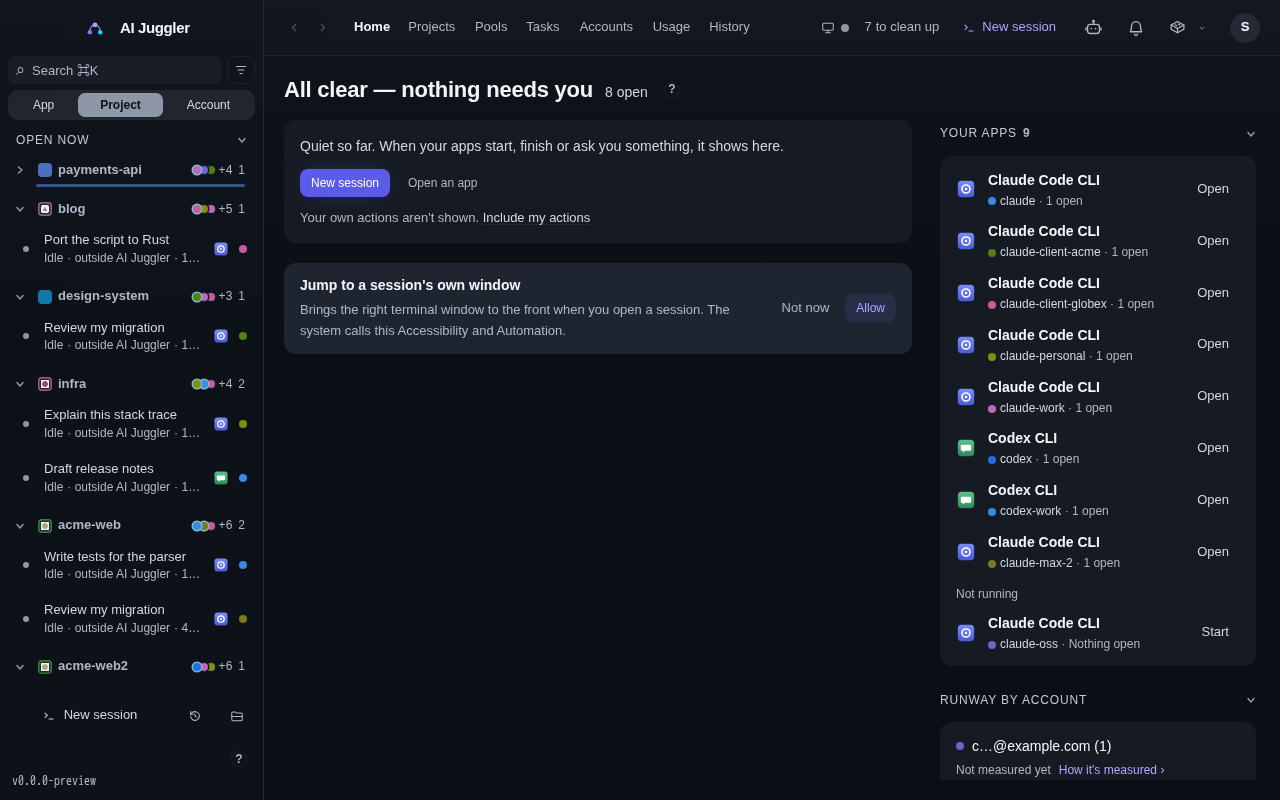 AI Juggler
Search ⌘K
App
Project
Account
OPEN NOW
payments-api
+4 1
blog
+5 1
Port the script to Rust
Idle · outside AI Juggler · 1…
design-system
+3 1
Review my migration
Idle · outside AI Juggler · 1…
infra
+4 2
Explain this stack trace
Idle · outside AI Juggler · 1…
Draft release notes
Idle · outside AI Juggler · 1…
acme-web
+6 2
Write tests for the parser
Idle · outside AI Juggler · 1…
Review my migration
Idle · outside AI Juggler · 4…
acme-web2
+6 1
New session
?
v0.0.0-preview
Home
Projects
Pools
Tasks
Accounts
Usage
History
7 to clean up
New session
S
All clear — nothing needs you
8 open
?
Quiet so far. When your apps start, finish or ask you something, it shows here.
New session
Open an app
Your own actions aren't shown. Include my actions
Jump to a session's own window
Brings the right terminal window to the front when you open a session. The
system calls this Accessibility and Automation.
Not now
Allow
YOUR APPS 9
Claude Code CLI
claude · 1 open
Open
Claude Code CLI
claude-client-acme · 1 open
Open
Claude Code CLI
claude-client-globex · 1 open
Open
Claude Code CLI
claude-personal · 1 open
Open
Claude Code CLI
claude-work · 1 open
Open
Codex CLI
codex · 1 open
Open
Codex CLI
codex-work · 1 open
Open
Claude Code CLI
claude-max-2 · 1 open
Open
Not running
Claude Code CLI
claude-oss · Nothing open
Start
RUNWAY BY ACCOUNT
c…@example.com (1)
Not measured yet How it's measured ›